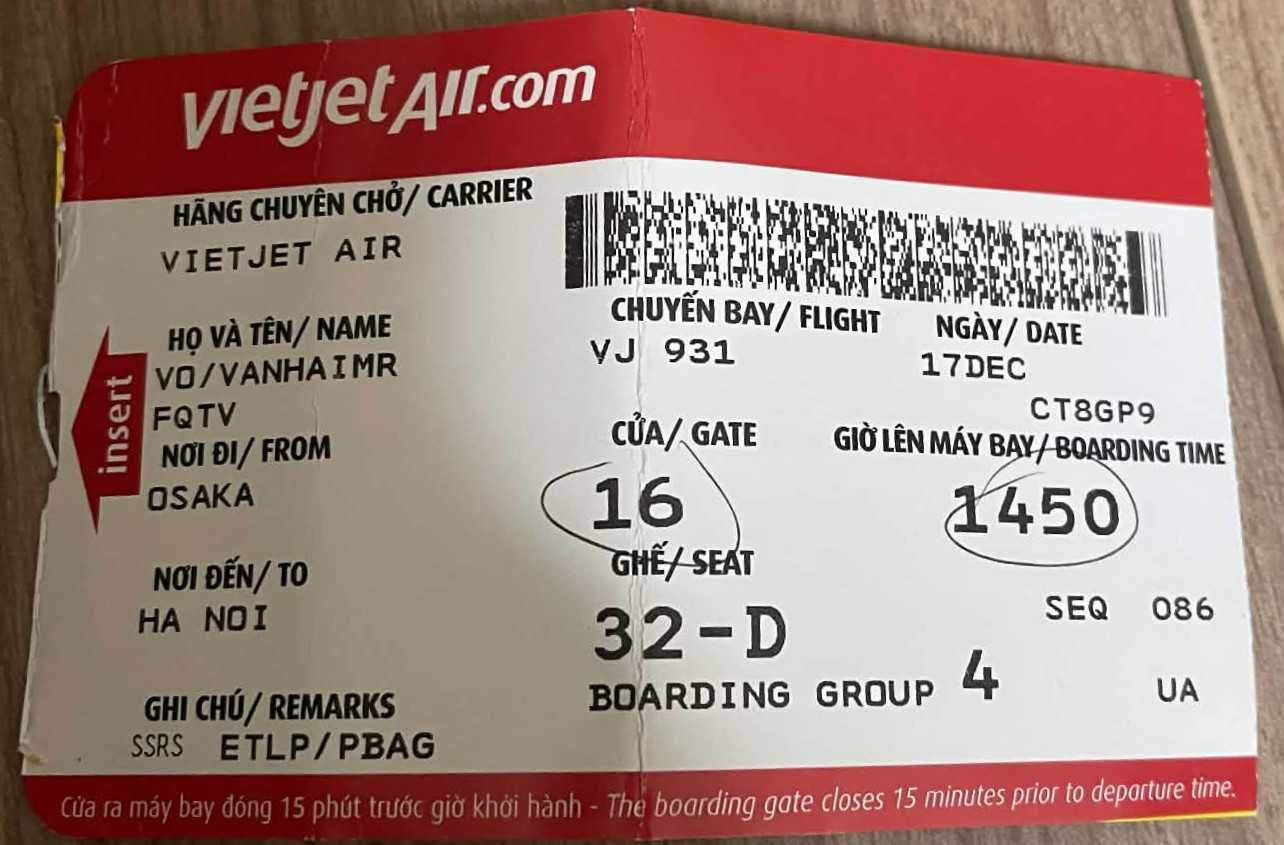 vietjetAir.com
HÃNG CHUYÊN CHỞ/ CARRIER
VIETJET AIR
HỌ VÀ TÊN/ NAME
VO/VANHAIMR
FQTV
NƠI ĐI/ FROM
OSAKA
NƠI ĐẾN/ TO
HA NOI
GHI CHÚ/ REMARKS
SSRS ETLP/PBAG
insert
CHUYẾN BAY/ FLIGHT
VJ 931
NGÀY/ DATE
17DEC
CT8GP9
CỬA/ GATE
16
GIỜ LÊN MÁY BAY/ BOARDING TIME
1450
GHẾ/ SEAT
32-D
SEQ 086
BOARDING GROUP 4
UA
Cửa ra máy bay đóng 15 phút trước giờ khởi hành - The boarding gate closes 15 minutes prior to departure time.